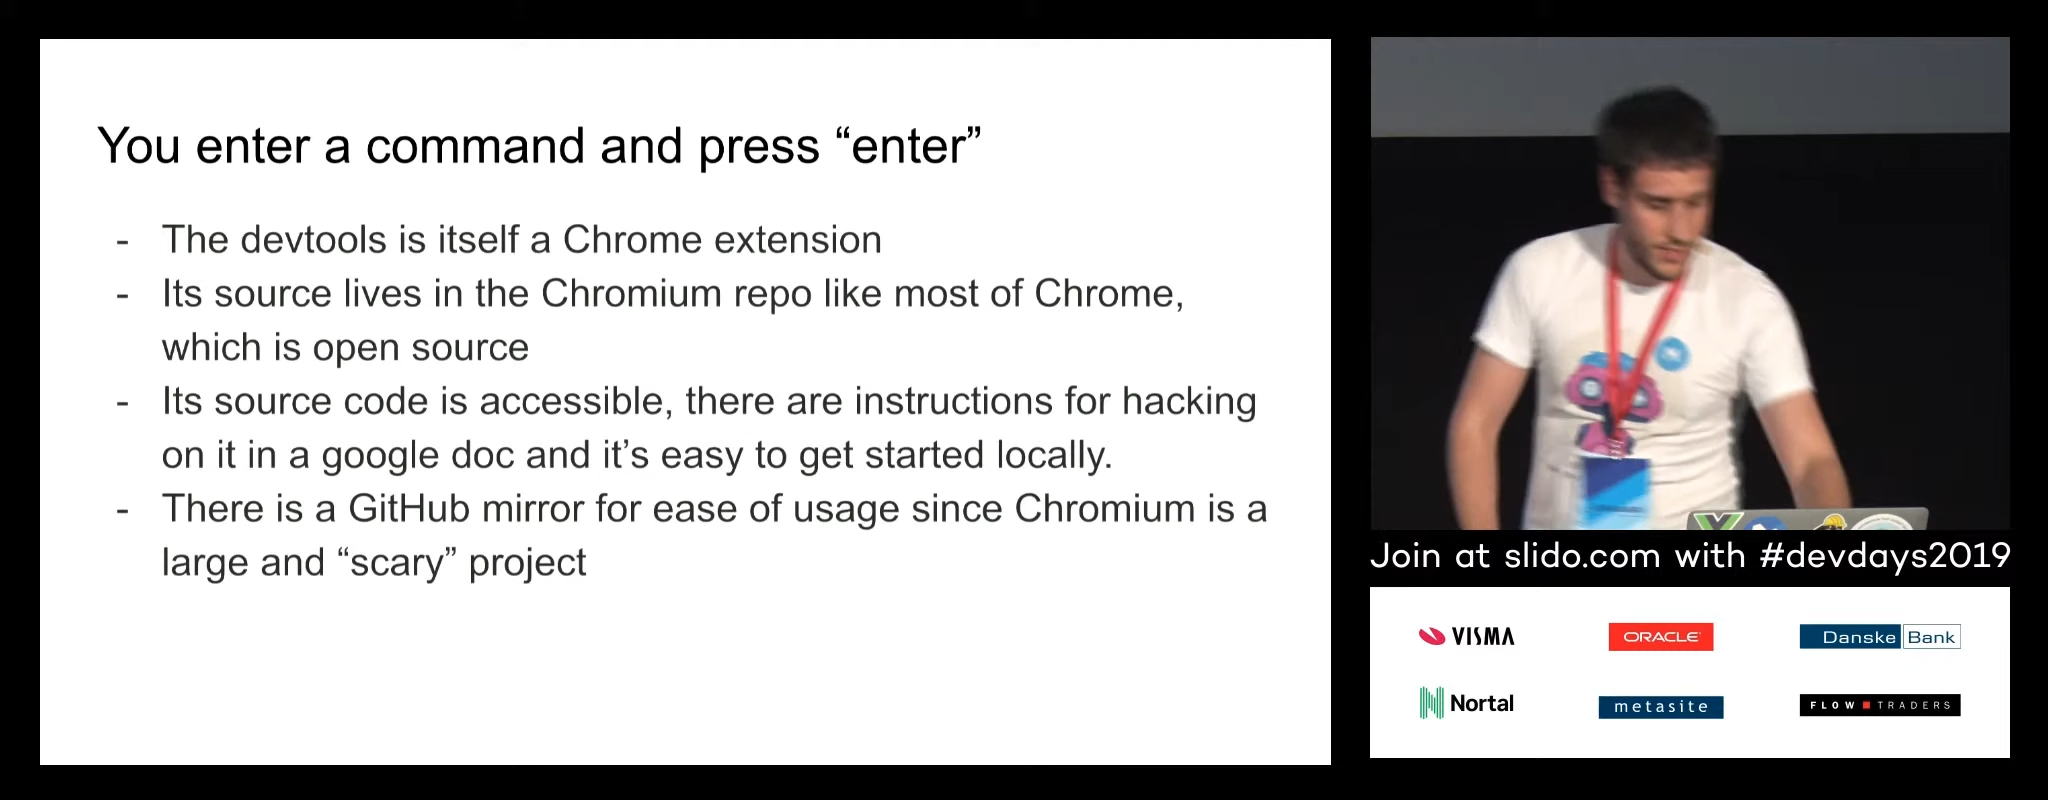 You enter a command and press “enter”
- The devtools is itself a Chrome extension
- Its source lives in the Chromium repo like most of Chrome,
which is open source
- Its source code is accessible, there are instructions for hacking
on it in a google doc and it’s easy to get started locally.
- There is a GitHub mirror for ease of usage since Chromium is a
large and “scary” project
Join at slido.com with #devdays2019
VISMA
ORACLE
Danske Bank
Nortal
metasite
FLOW TRADERS